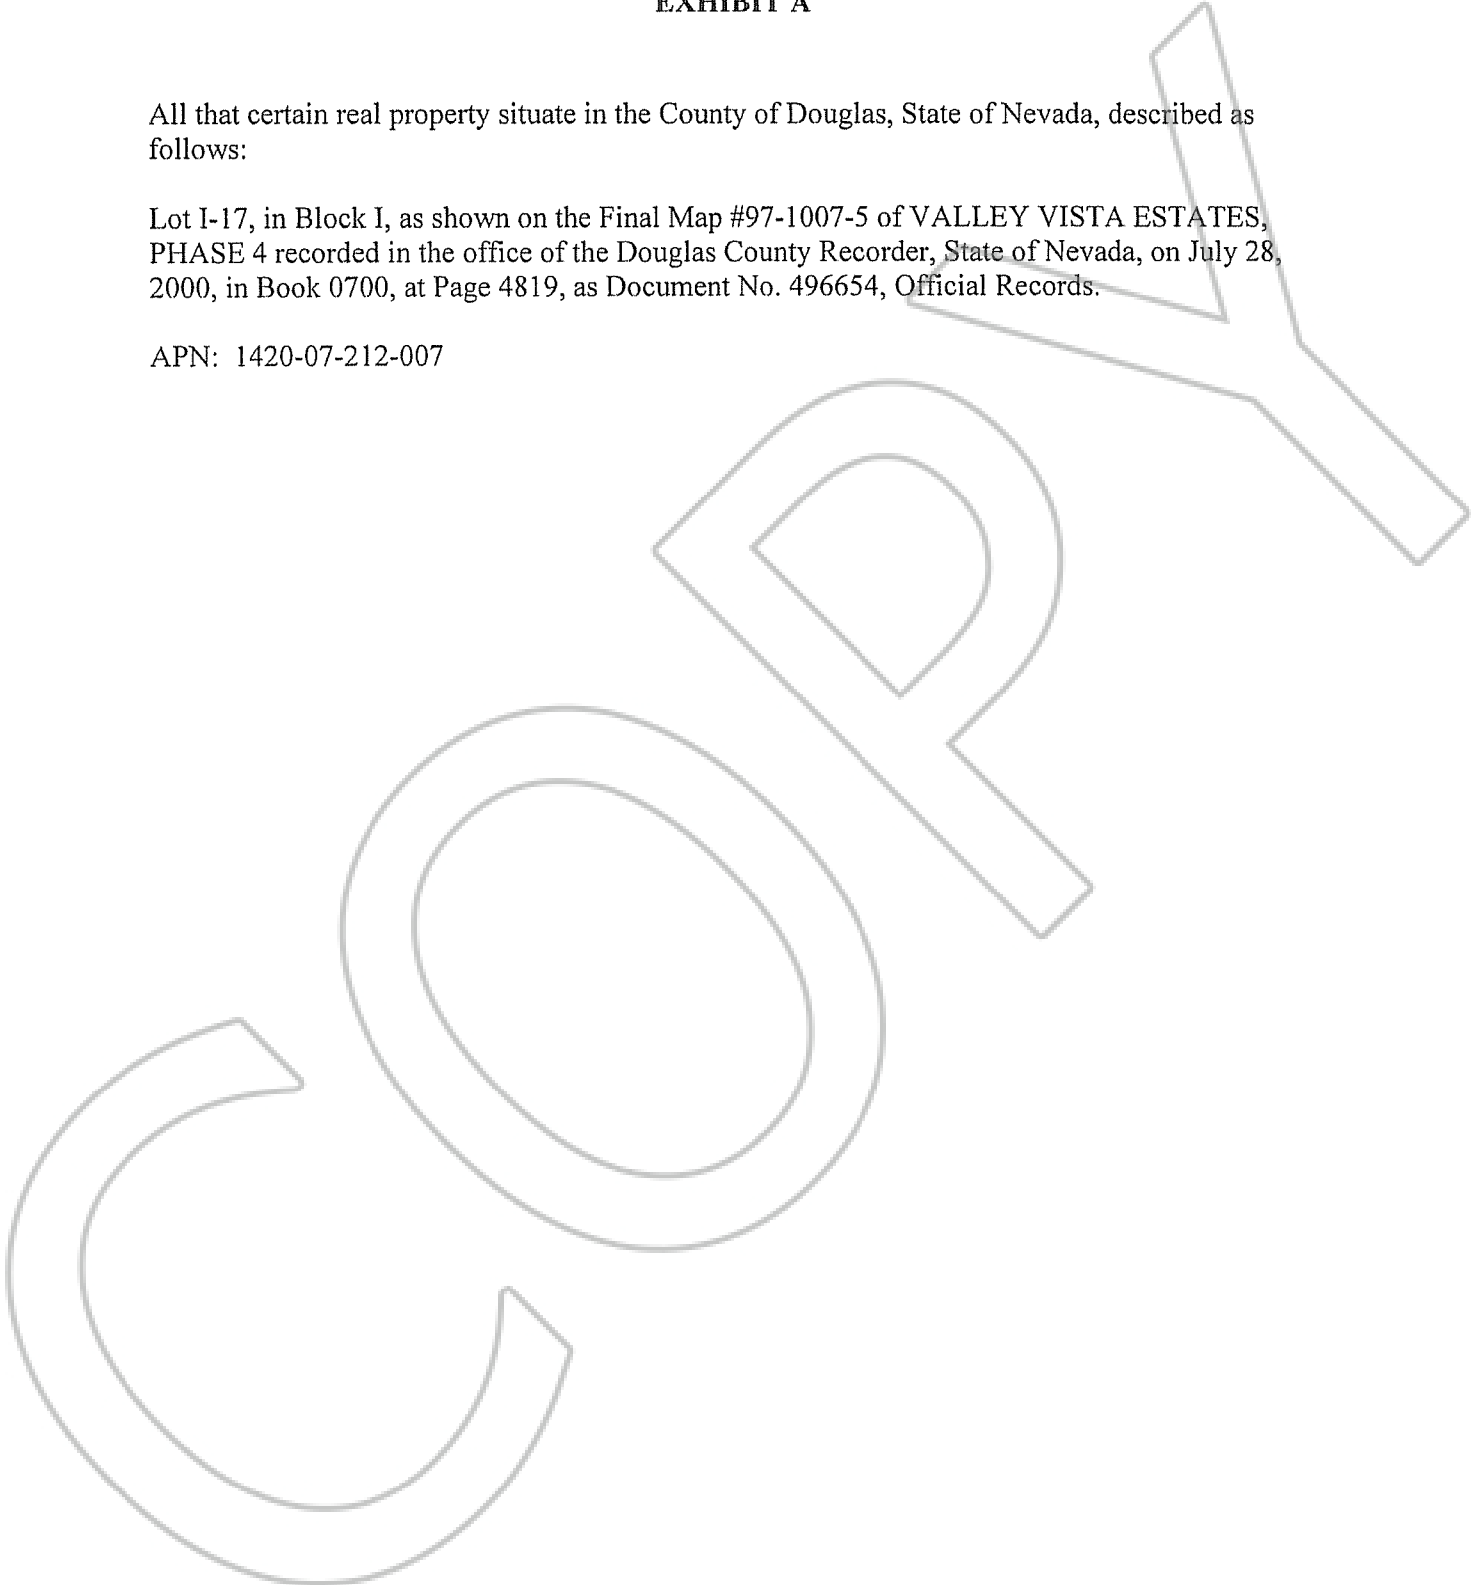 EXHIBIT A
All that certain real property situate in the County of Douglas, State of Nevada, described as
follows:
Lot I-17, in Block I, as shown on the Final Map #97-1007-5 of VALLEY VISTA ESTATES,
PHASE 4 recorded in the office of the Douglas County Recorder, State of Nevada, on July 28,
2000, in Book 0700, at Page 4819, as Document No. 496654, Official Records.
APN: 1420-07-212-007
COPY